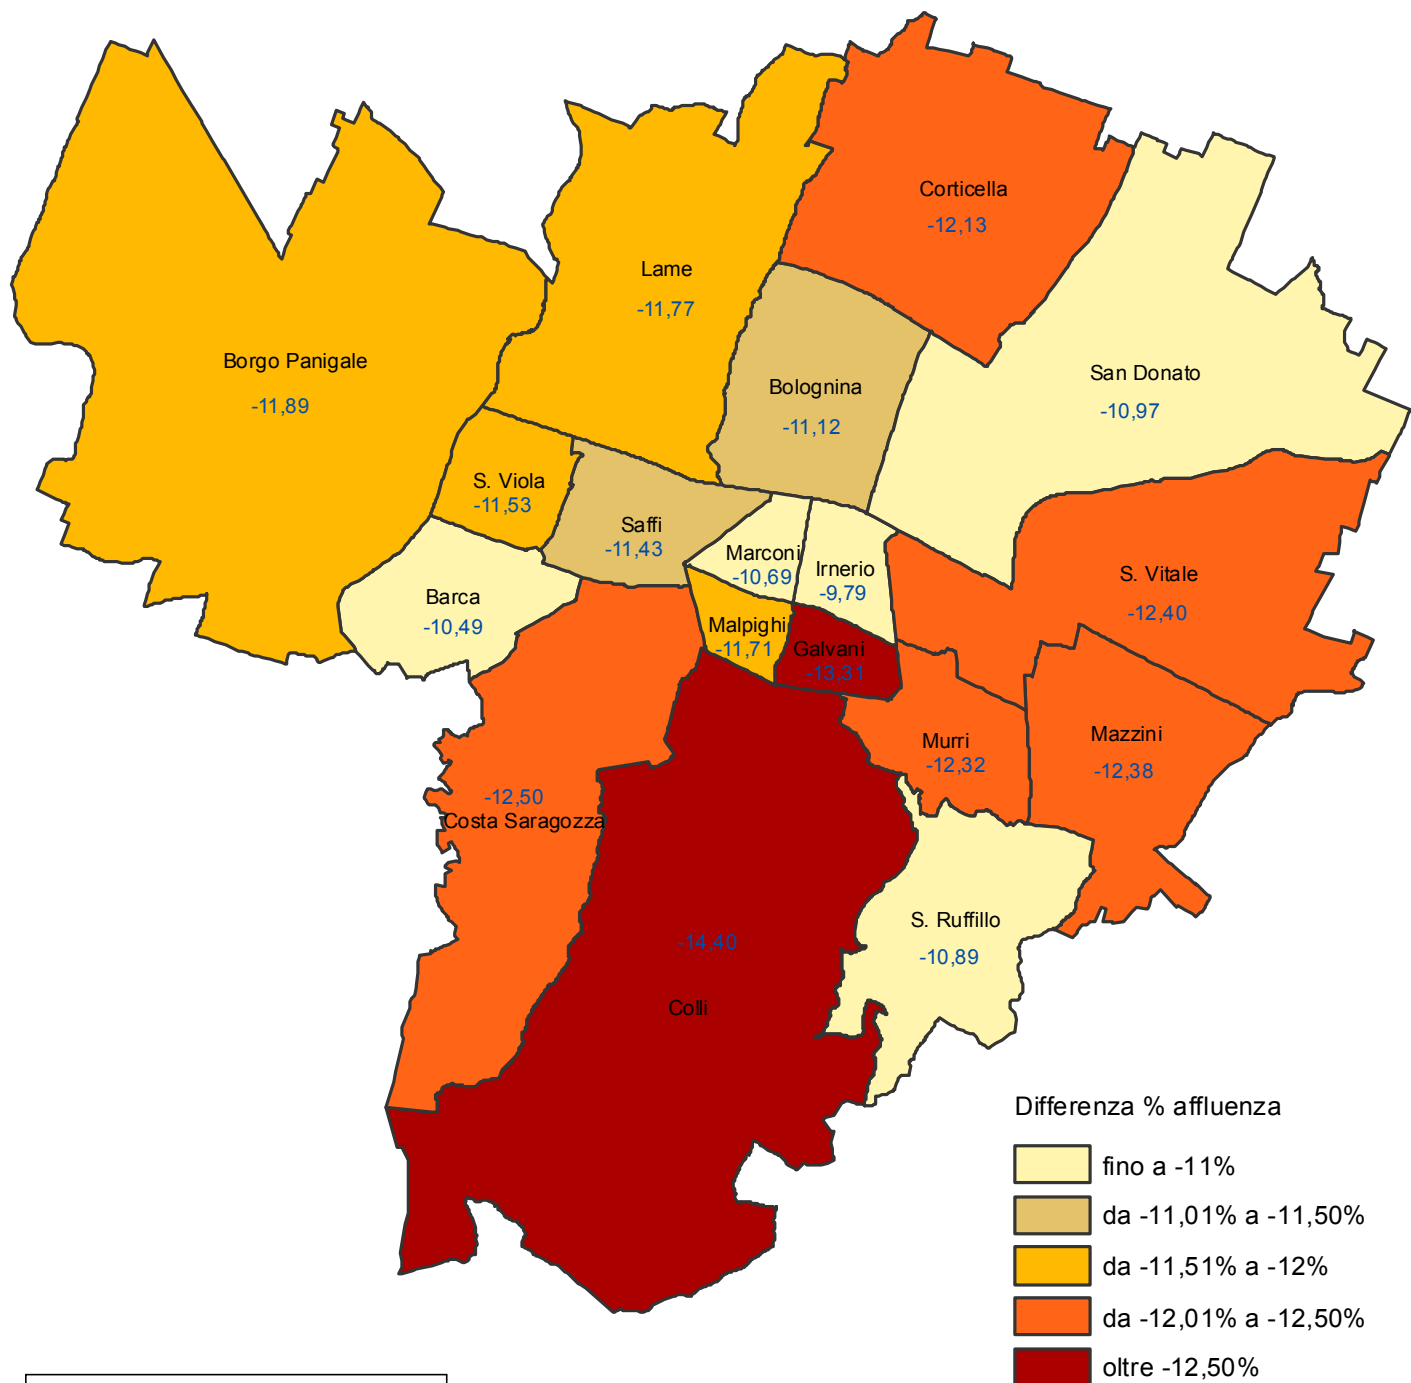 Corticella
-12,13
Lame
-11,77
Borgo Panigale
-11,89
San Donato
-10,97
Bolognina
-11,12
S. Viola
-11,53
Saffi
-11,43
Marconi
-10,69
Irnerio
-9,79
S. Vitale
-12,40
Barca
-10,49
Malpighi
-11,71
Galvani
-13,31
Murri
-12,32
Mazzini
-12,38
-12,50
Costa Saragozza
S. Ruffillo
-10,89
-14,40
Colli
Differenza % affluenza
fino a -11%
da -11,01% a -11,50%
da -11,51% a -12%
da -12,01% a -12,50%
oltre -12,50%